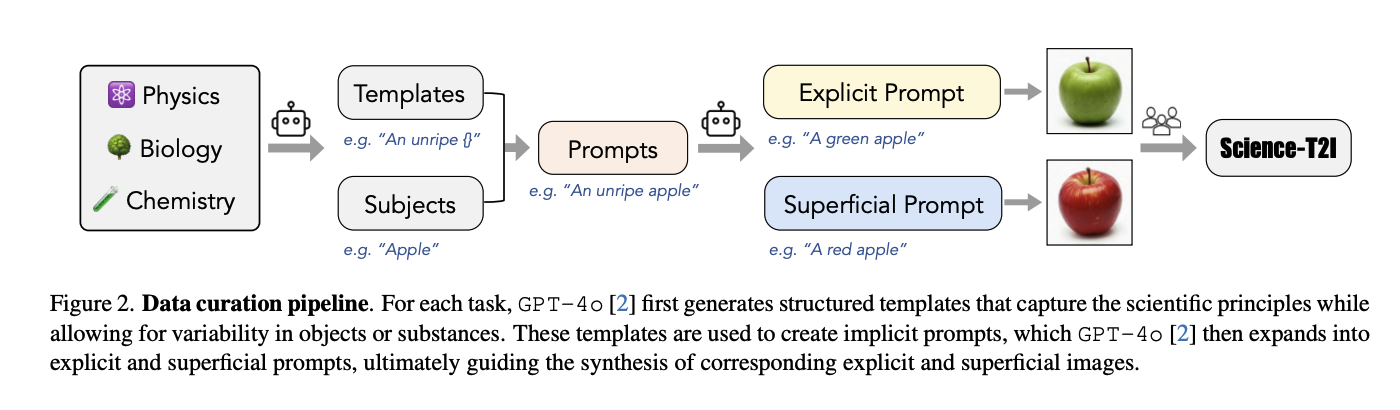 Physics
Biology
Chemistry
Templates
e.g. “An unripe {}”
Subjects
e.g. “Apple”
Prompts
e.g. “An unripe apple”
Explicit Prompt
e.g. “A green apple”
Superficial Prompt
e.g. “A red apple”
Science-T2I
Figure 2. Data curation pipeline. For each task, GPT-4o [2] first generates structured templates that capture the scientific principles while
allowing for variability in objects or substances. These templates are used to create implicit prompts, which GPT-4o [2] then expands into
explicit and superficial prompts, ultimately guiding the synthesis of corresponding explicit and superficial images.